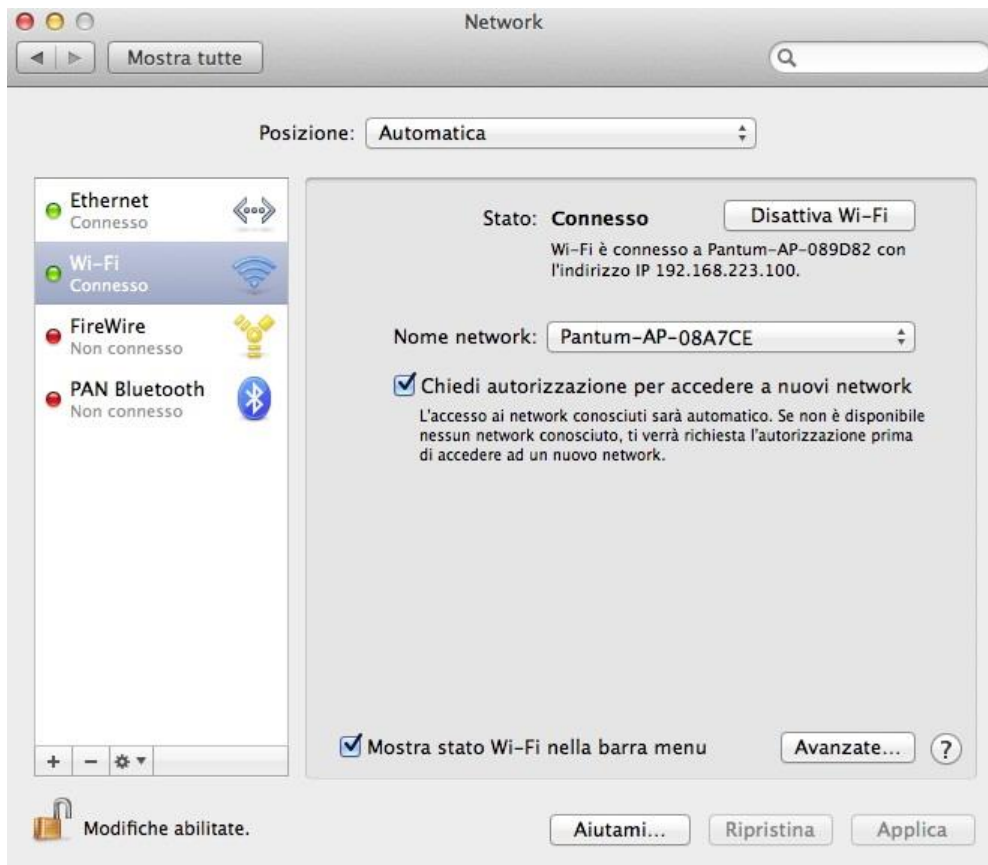 Network
Mostra tutte
Posizione: Automatica
Ethernet
Connesso
Wi-Fi
Connesso
FireWire
Non connesso
PAN Bluetooth
Non connesso
Stato: Connesso Disattiva Wi-Fi
Wi-Fi è connesso a Pantum-AP-089D82 con
l'indirizzo IP 192.168.223.100.
Nome network: Pantum-AP-08A7CE
Chiedi autorizzazione per accedere a nuovi network
L'accesso ai network conosciuti sarà automatico. Se non è disponibile
nessun network conosciuto, ti verrà richiesta l'autorizzazione prima
di accedere ad un nuovo network.
Mostra stato Wi-Fi nella barra menu Avanzate... ?
+ −
Modifiche abilitate. Aiutami... Ripristina Applica